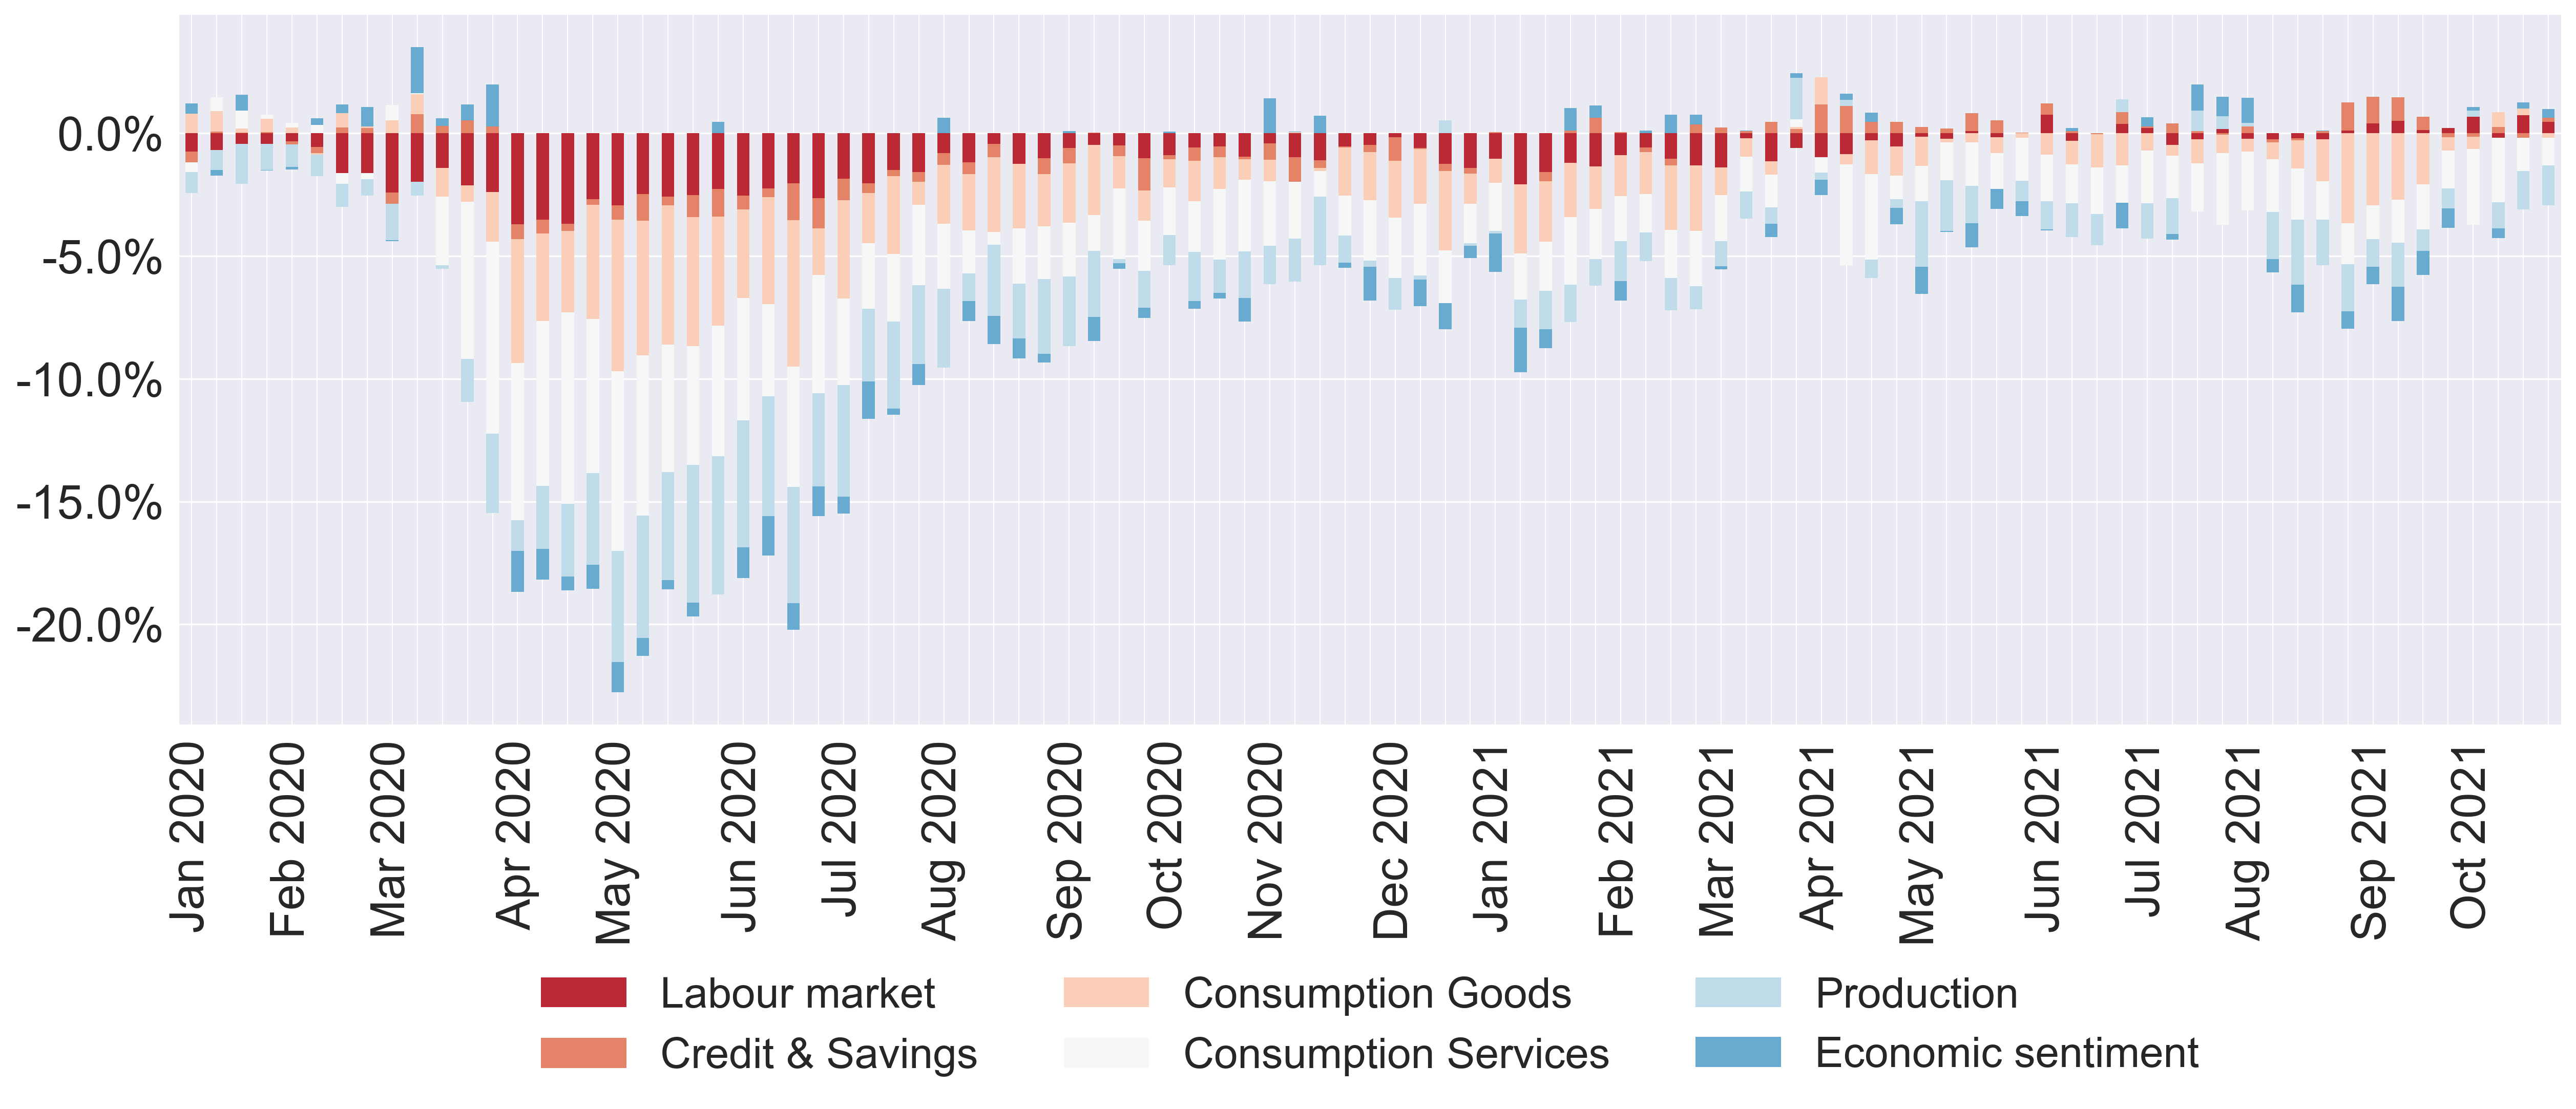 0.0%
-5.0%
-10.0%
-15.0%
-20.0%
Jan 2020
Feb 2020
Mar 2020
Apr 2020
May 2020
Jun 2020
Jul 2020
Aug 2020
Sep 2020
Oct 2020
Nov 2020
Dec 2020
Jan 2021
Feb 2021
Mar 2021
Apr 2021
May 2021
Jun 2021
Jul 2021
Aug 2021
Sep 2021
Oct 2021
Labour market
Consumption Goods
Production
Credit & Savings
Consumption Services
Economic sentiment